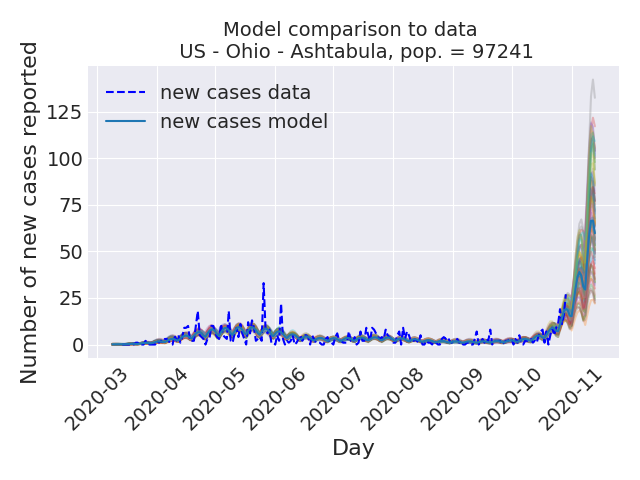 Model comparison to data
US - Ohio - Ashtabula, pop. = 97241
Number of new cases reported
new cases data
new cases model
125
100
75
50
25
0
2020-03
2020-04
2020-05
2020-06
2020-07
2020-08
2020-09
2020-10
2020-11
Day